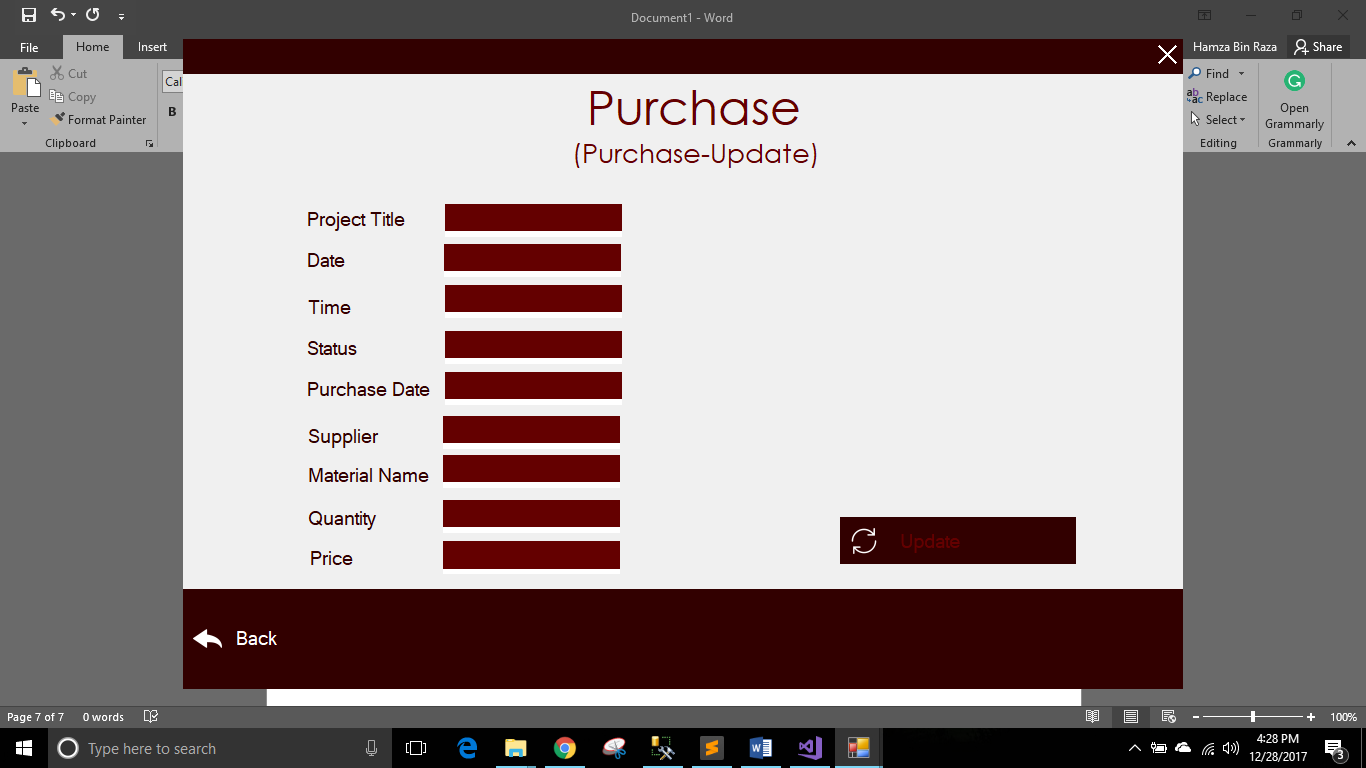 Document1 - Word
File Home Insert
Hamza Bin Raza Share
Cut
Copy
Format Painter
Paste
Clipboard
Cal
B
Find
Replace
Select
Editing
Open
Grammarly
Grammarly
Purchase
(Purchase-Update)
Project Title
Date
Time
Status
Purchase Date
Supplier
Material Name
Quantity
Price
Update
Back
Page 7 of 7 0 words 100%
Type here to search
4:28 PM
12/28/2017
3